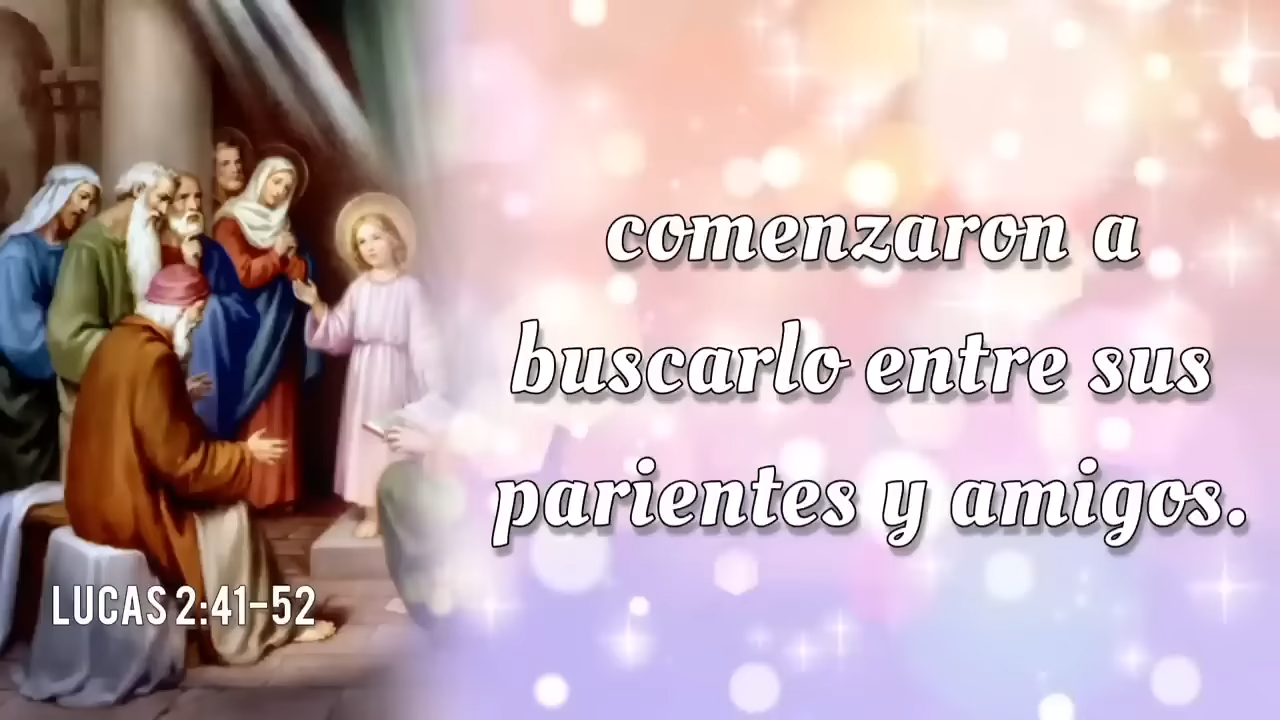 comenzaron a
buscarlo entre sus
parientes y amigos.
LUCAS 2:41-52